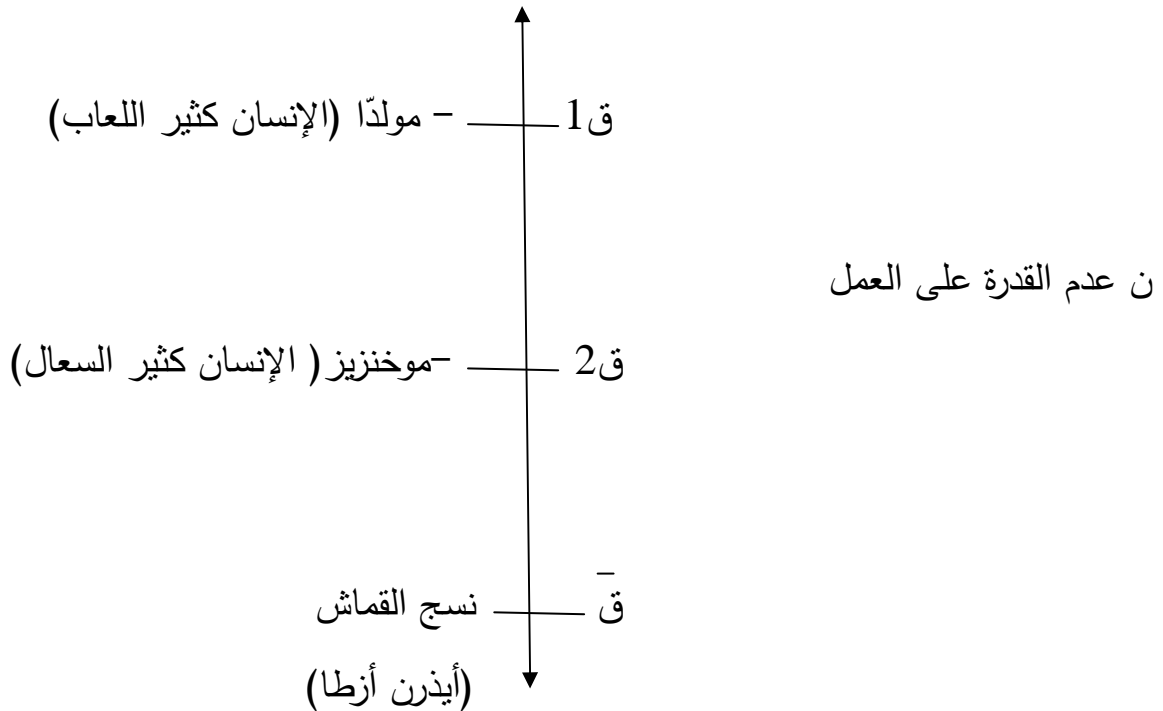 ق1 – مولدّا (الإنسان كثير اللعاب)
ن عدم القدرة على العمل
ق2 –موخنزيز( الإنسان كثير السعال)
ق̄ نسج القماش
(أيذرن أزطا)